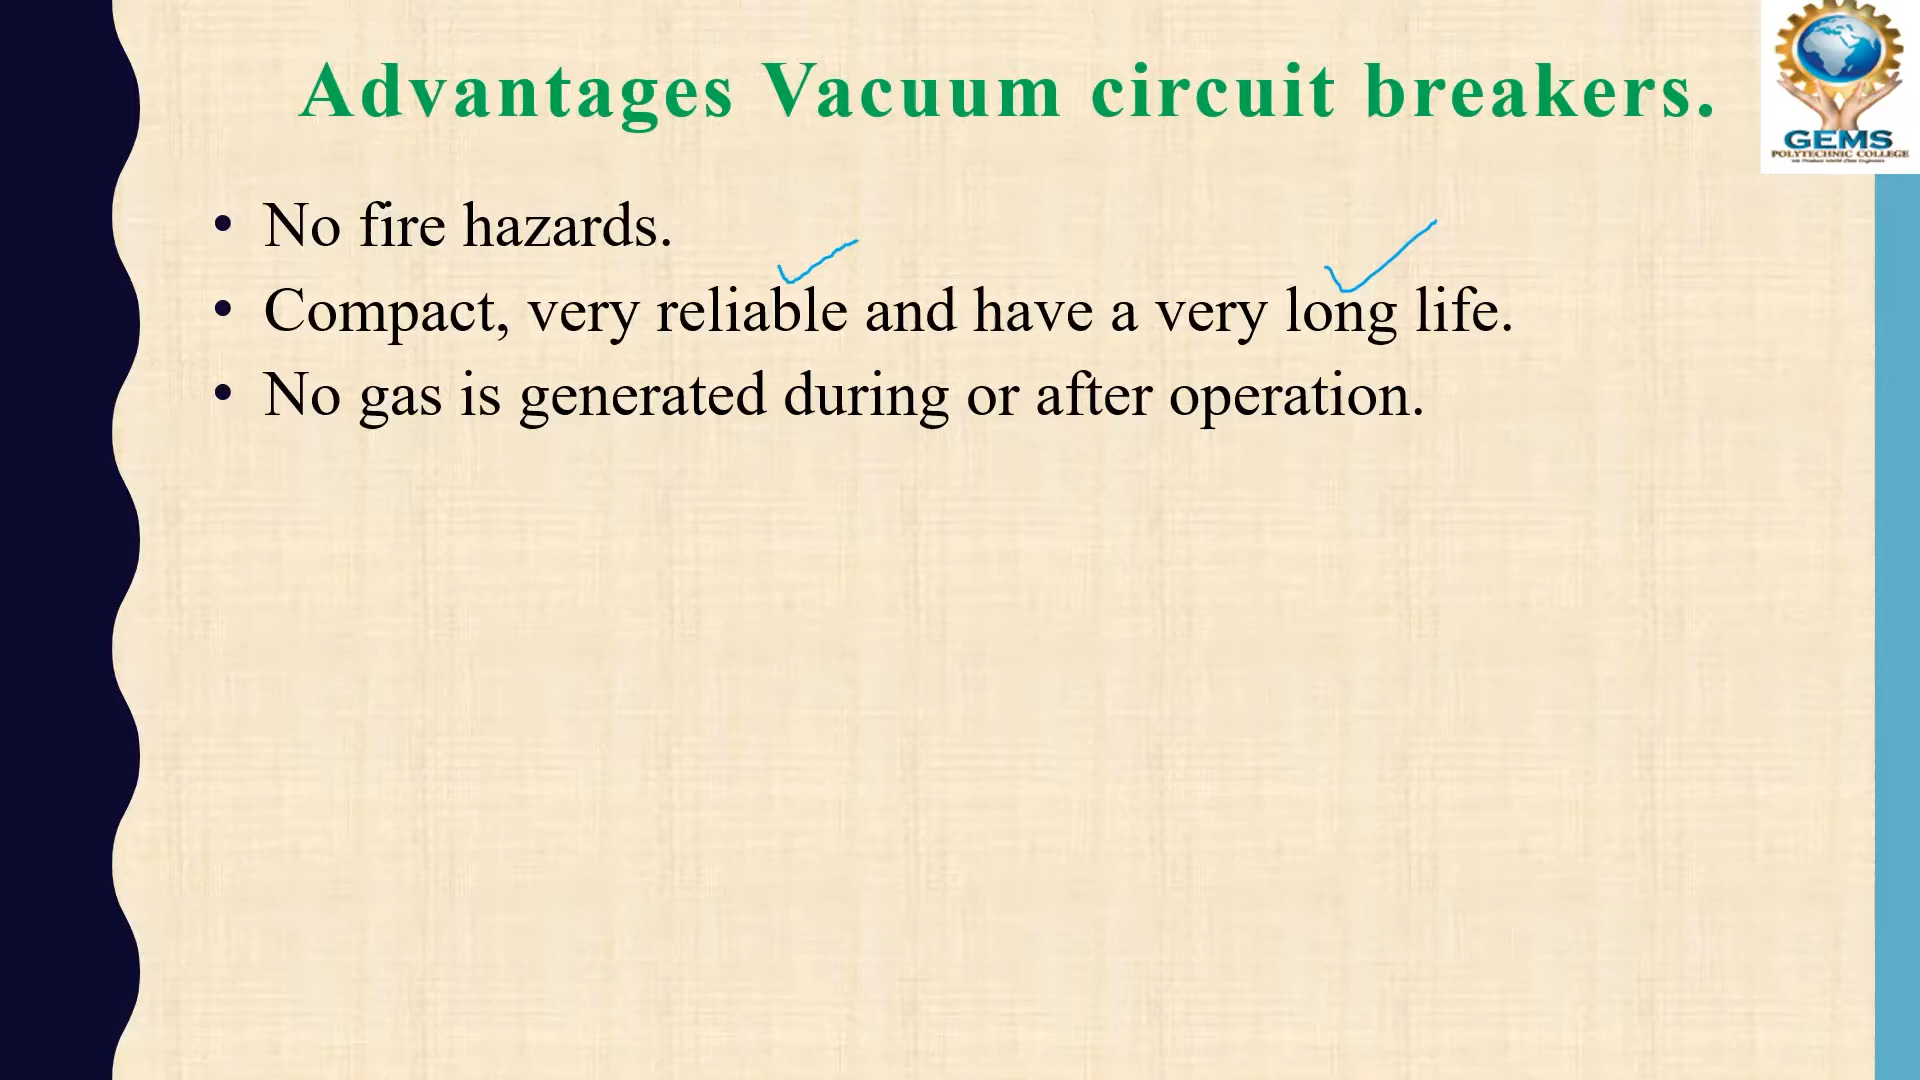 Advantages Vacuum circuit breakers.
GEMS
POLYTECHNIC COLLEGE
• No fire hazards.
• Compact, very reliable and have a very long life.
• No gas is generated during or after operation.